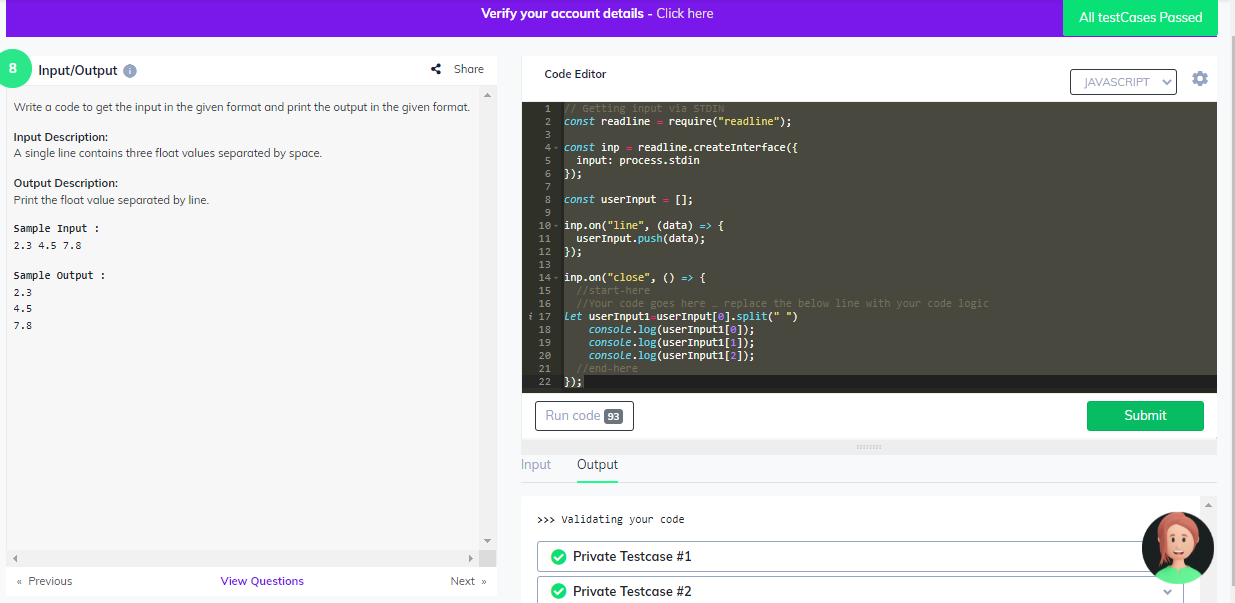 Verify your account details - Click here
All testCases Passed
8
Input/Output
i
Share
Write a code to get the input in the given format and print the output in the given format.
Input Description:
A single line contains three float values separated by space.
Output Description:
Print the float value separated by line.
Sample Input :
2.3 4.5 7.8
Sample Output :
2.3
4.5
7.8
« Previous
View Questions
Next »
Code Editor
JAVASCRIPT
1 // Getting input via STDIN
2 const readline = require("readline");
3
4 const inp = readline.createInterface({
5 input: process.stdin
6 });
7
8 const userInput = [];
9
10 inp.on("line", (data) => {
11 userInput.push(data);
12 });
13
14 inp.on("close", () => {
15 //start-here
16 //Your code goes here … replace the below line with your code logic
i 17 let userInput1=userInput[0].split(" ")
18 console.log(userInput1[0]);
19 console.log(userInput1[1]);
20 console.log(userInput1[2]);
21 //end-here
22 });
Run code 93
Submit
Input
Output
>>> Validating your code
Private Testcase #1
Private Testcase #2